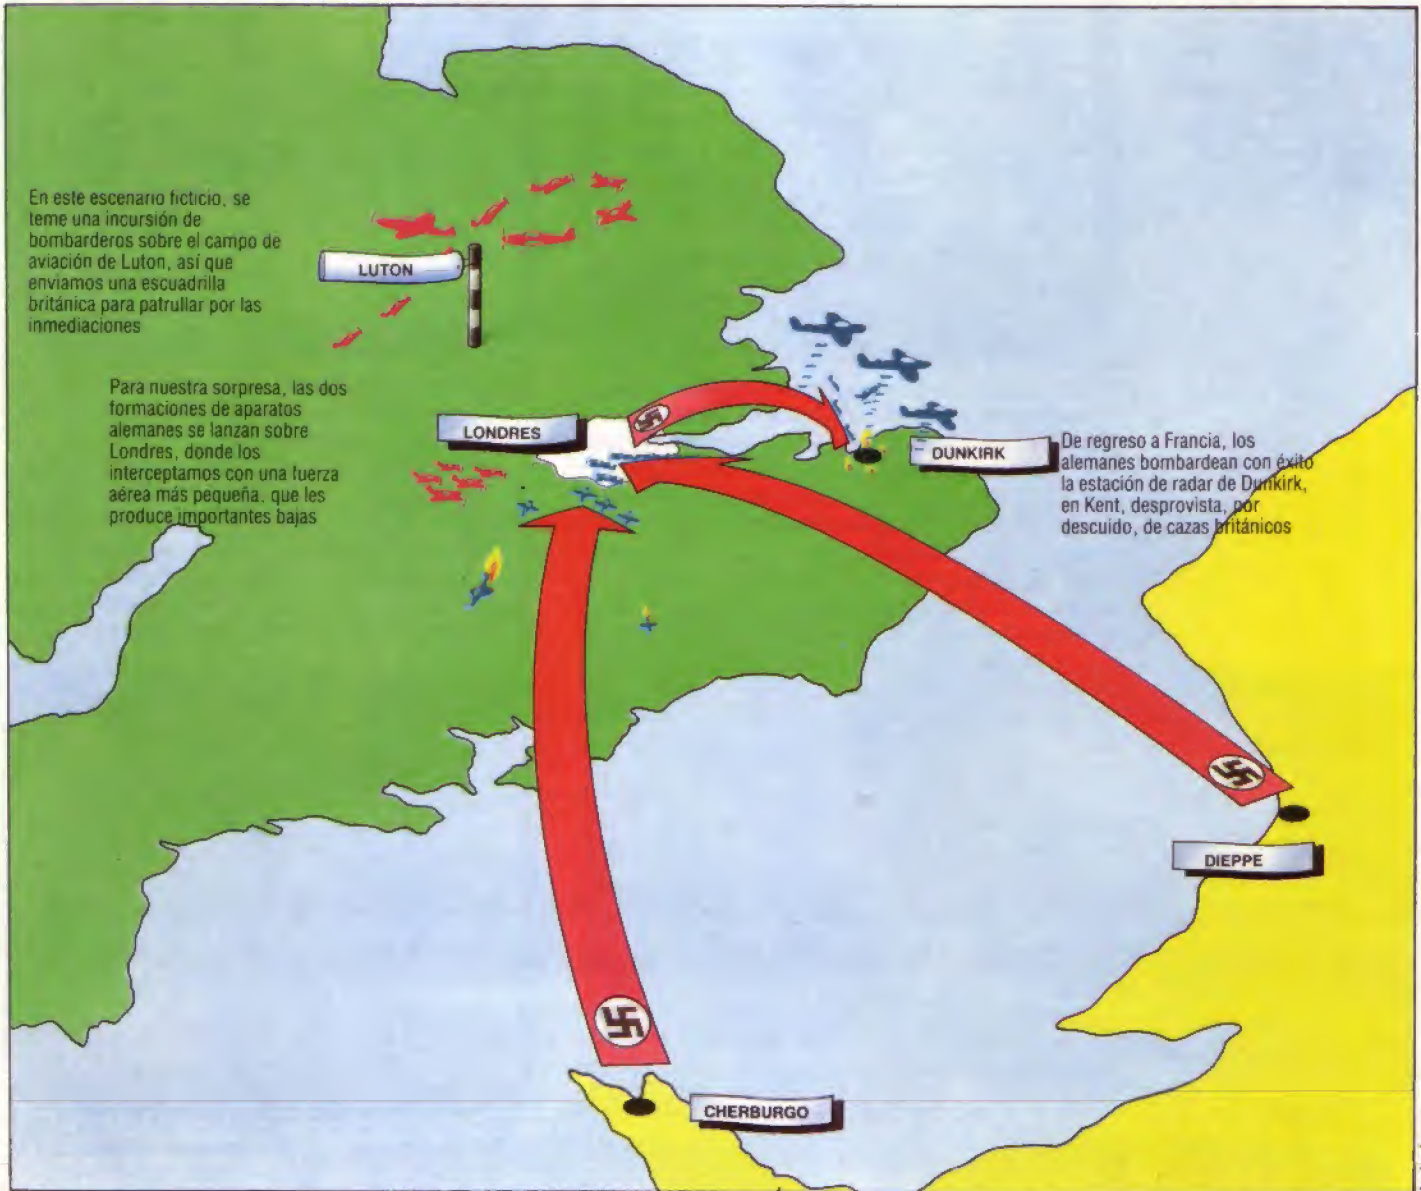 En este escenario ficticio, se
teme una incursión de
bombarderos sobre el campo de
aviación de Luton, así que
enviamos una escuadrilla
británica para patrullar por las
inmediaciones
LUTON
Para nuestra sorpresa, las dos
formaciones de aparatos
alemanes se lanzan sobre
Londres, donde los
interceptamos con una fuerza
aérea más pequeña, que les
produce importantes bajas
LONDRES
DUNKIRK
De regreso a Francia, los
alemanes bombardean con éxito
la estación de radar de Dunkirk,
en Kent, desprovista, por
descuido, de cazas británicos
DIEPPE
CHERBURGO